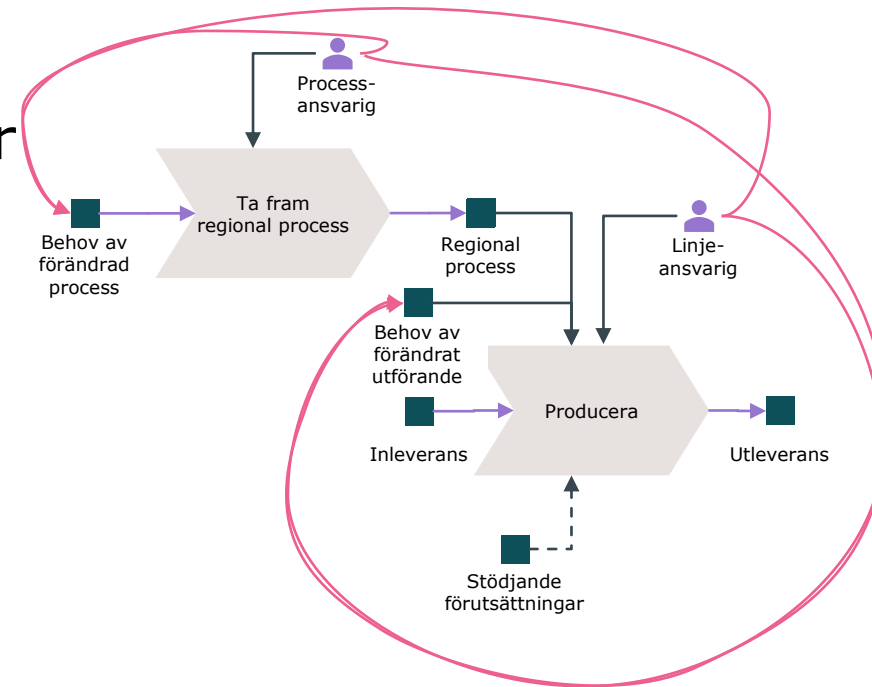 r
Process-
ansvarig
Ta fram
regional process
Behov av
förändrad
process
Regional
process
Linje-
ansvarig
Behov av
förändrat
utförande
Producera
Inleverans
Utleverans
Stödjande
förutsättningar